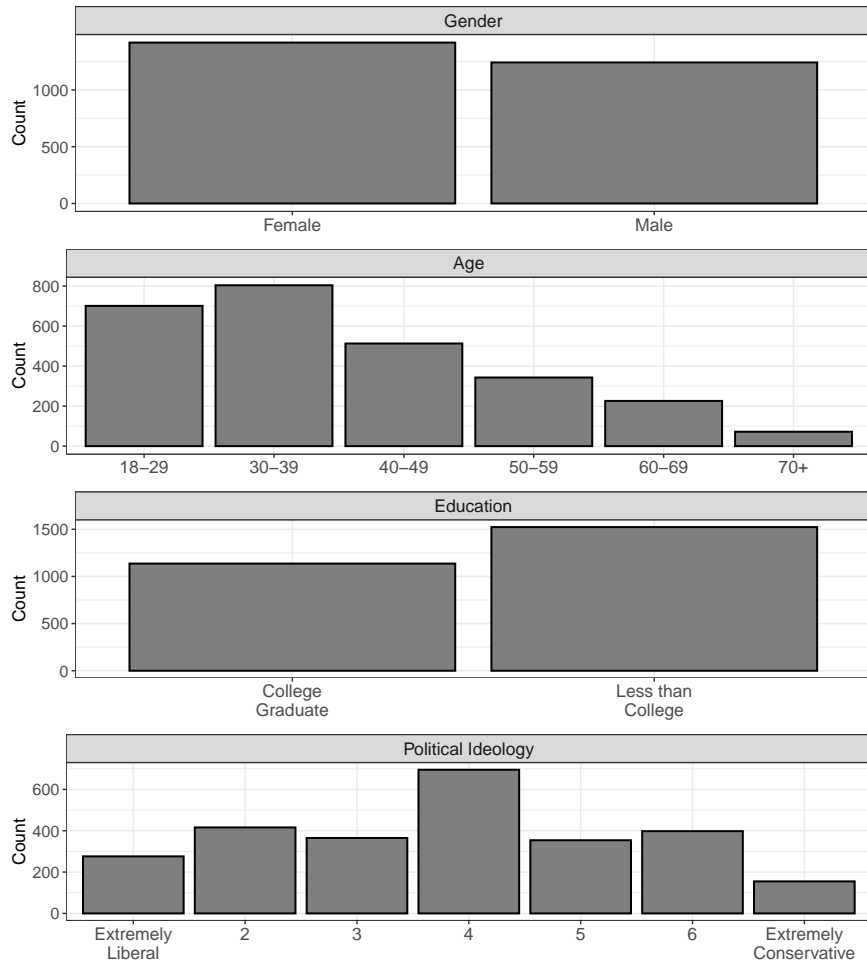 Gender
Count
1000
500
0
Female Male
Age
Count
800
600
400
200
0
18−29 30−39 40−49 50−59 60−69 70+
Education
Count
1500
1000
500
0
College Less than
Graduate College
Political Ideology
Count
600
400
200
0
Extremely 2 3 4 5 6 Extremely
Liberal Conservative